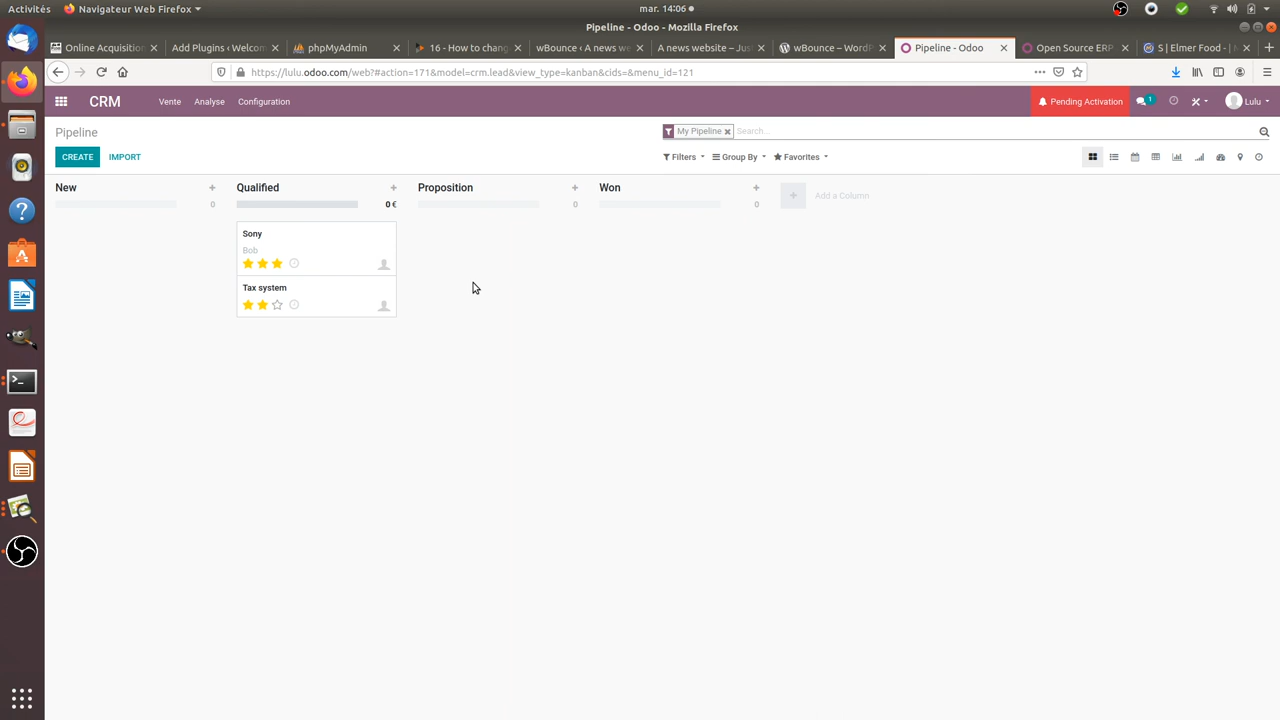 Activités
Navigateur Web Firefox
mar. 14:06
Pipeline - Odoo - Mozilla Firefox
Online Acquisition
Add Plugins ‹ Welcom
phpMyAdmin
16 - How to chang
wBounce ‹ A news we
A news website – Just
wBounce – WordP
Pipeline - Odoo
Open Source ERP
S | Elmer Food - |
https://lulu.odoo.com/web?#action=171&model=crm.lead&view_type=kanban&cids=&menu_id=121
CRM
Vente
Analyse
Configuration
Pending Activation
1
Lulu
Pipeline
My Pipeline
Search...
CREATE
IMPORT
Filters
Group By
Favorites
New
0
Qualified
0 €
Proposition
0
Won
0
Add a Column
Sony
Bob
Tax system